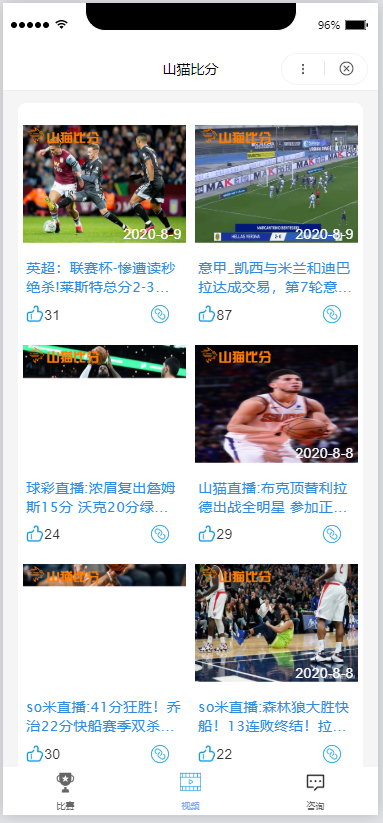 96%
山猫比分
山猫比分
山猫比分
2020-8-9
2020-8-9
英超：联赛杯-惨遭读秒
绝杀!莱斯特总分2-3...
意甲_凯西与米兰和迪巴
拉达成交易，第7轮意...
31
87
山猫比分
山猫比分
2020-8-8
球彩直播:浓眉复出詹姆
斯15分 沃克20分绿...
山猫直播:布克顶替利拉
德出战全明星 参加正...
24
29
山猫比分
山猫比分
2020-8-8
so米直播:41分狂胜！乔
治22分快船赛季双杀...
so米直播:森林狼大胜快
船！13连败终结！拉...
30
22
比赛
视频
咨询